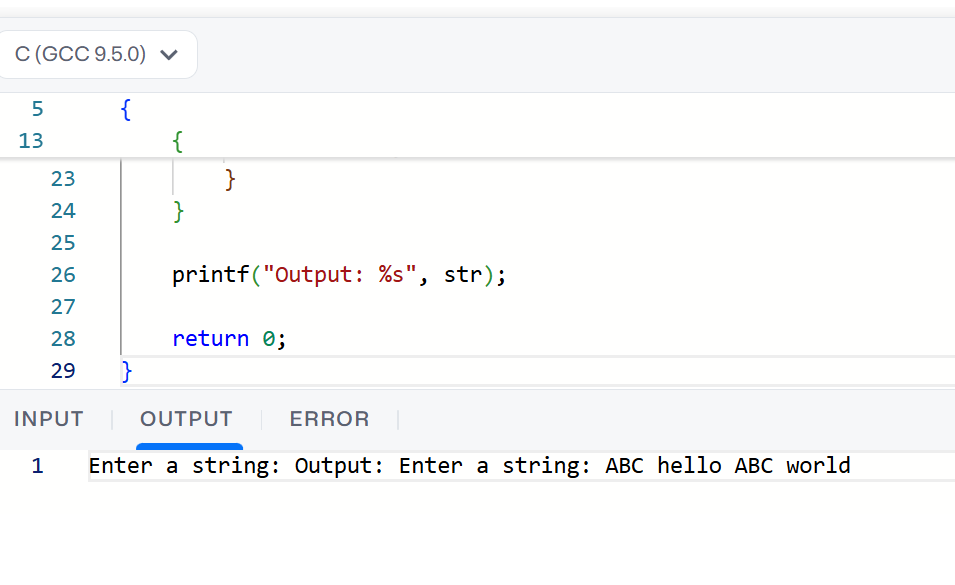 C (GCC 9.5.0)
5 {
13 {
23 }
24 }
25
26 printf("Output: %s", str);
27
28 return 0;
29 }
INPUT OUTPUT ERROR
1 Enter a string: Output: Enter a string: ABC hello ABC world